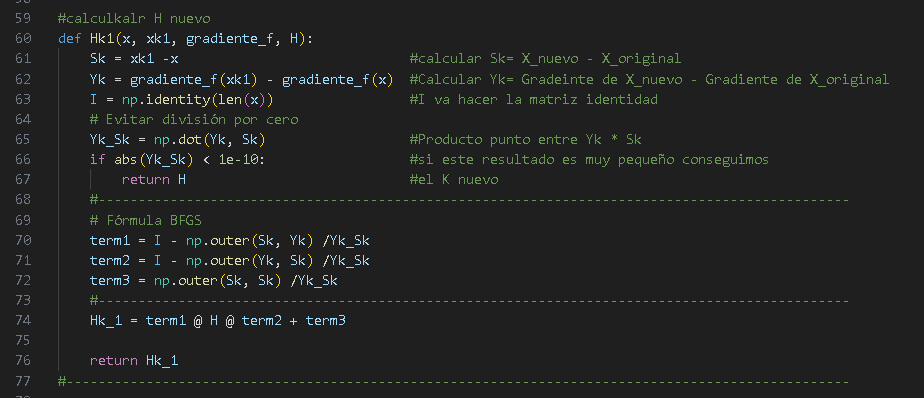 59 #calculkalr H nuevo
60 def Hk1(x, xk1, gradiente_f, H):
61 Sk = xk1 -x #calcular Sk= X_nuevo - X_original
62 Yk = gradiente_f(xk1) - gradiente_f(x) #Calcular Yk= Gradeinte de X_nuevo - Gradiente de X_original
63 I = np.identity(len(x)) #I va hacer la matriz identidad
64 # Evitar división por cero
65 Yk_Sk = np.dot(Yk, Sk) #Producto punto entre Yk * Sk
66 if abs(Yk_Sk) < 1e-10: #si este resultado es muy pequeño conseguimos
67 return H #el K nuevo
68 #----------------------------------------------------------------------------------------------
69 # Fórmula BFGS
70 term1 = I - np.outer(Sk, Yk) /Yk_Sk
71 term2 = I - np.outer(Yk, Sk) /Yk_Sk
72 term3 = np.outer(Sk, Sk) /Yk_Sk
73 #----------------------------------------------------------------------------------------------
74 Hk_1 = term1 @ H @ term2 + term3
75
76 return Hk_1
77 #--------------------------------------------------------------------------------------------------